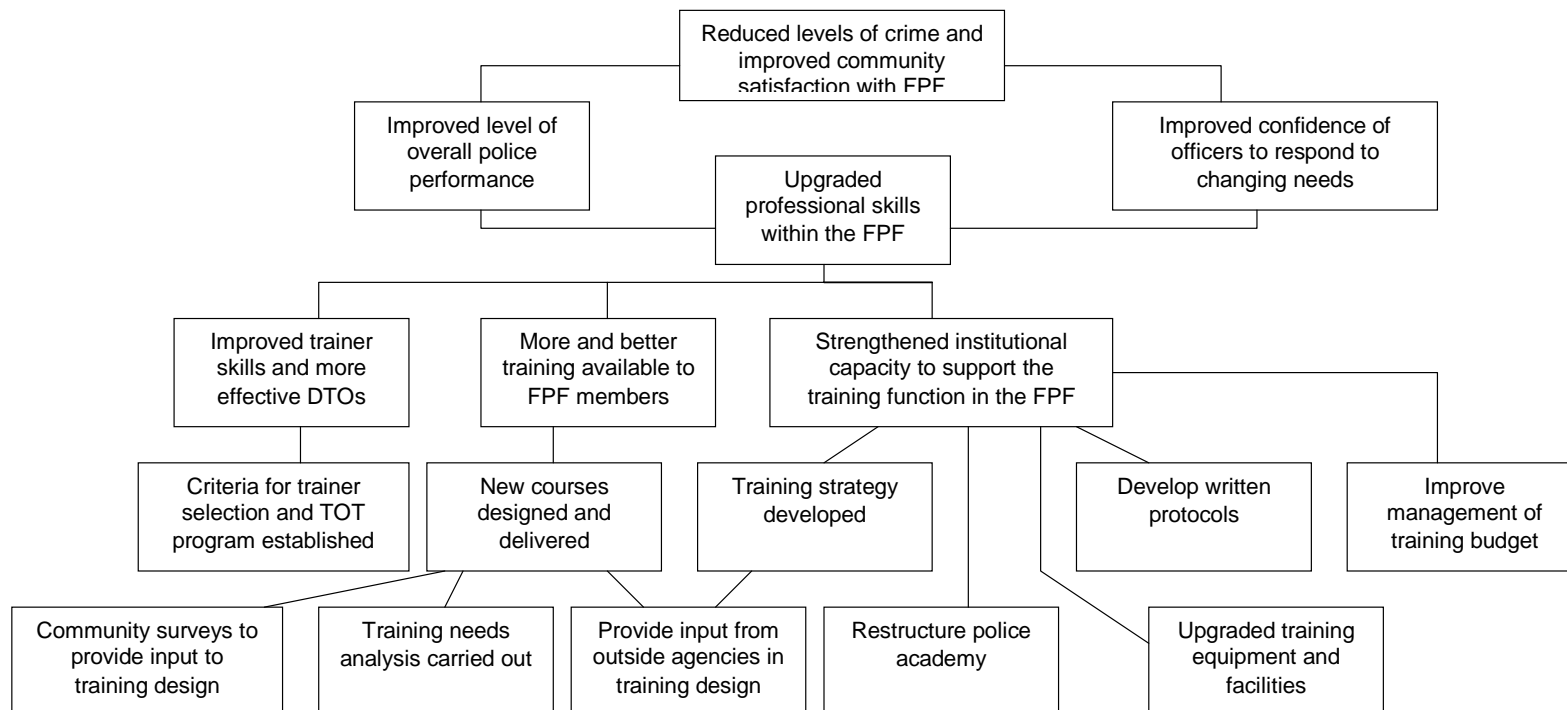 Reduced levels of crime and
improved community
satisfaction with FPF
Improved level of
overall police
performance
Improved confidence of
officers to respond to
changing needs
Upgraded
professional skills
within the FPF
Improved trainer
skills and more
effective DTOs
More and better
training available to
FPF members
Strengthened institutional
capacity to support the
training function in the FPF
Criteria for trainer
selection and TOT
program established
New courses
designed and
delivered
Training strategy
developed
Develop written
protocols
Improve
management of
training budget
Community surveys to
provide input to
training design
Training needs
analysis carried out
Provide input from
outside agencies in
training design
Restructure police
academy
Upgraded training
equipment and
facilities